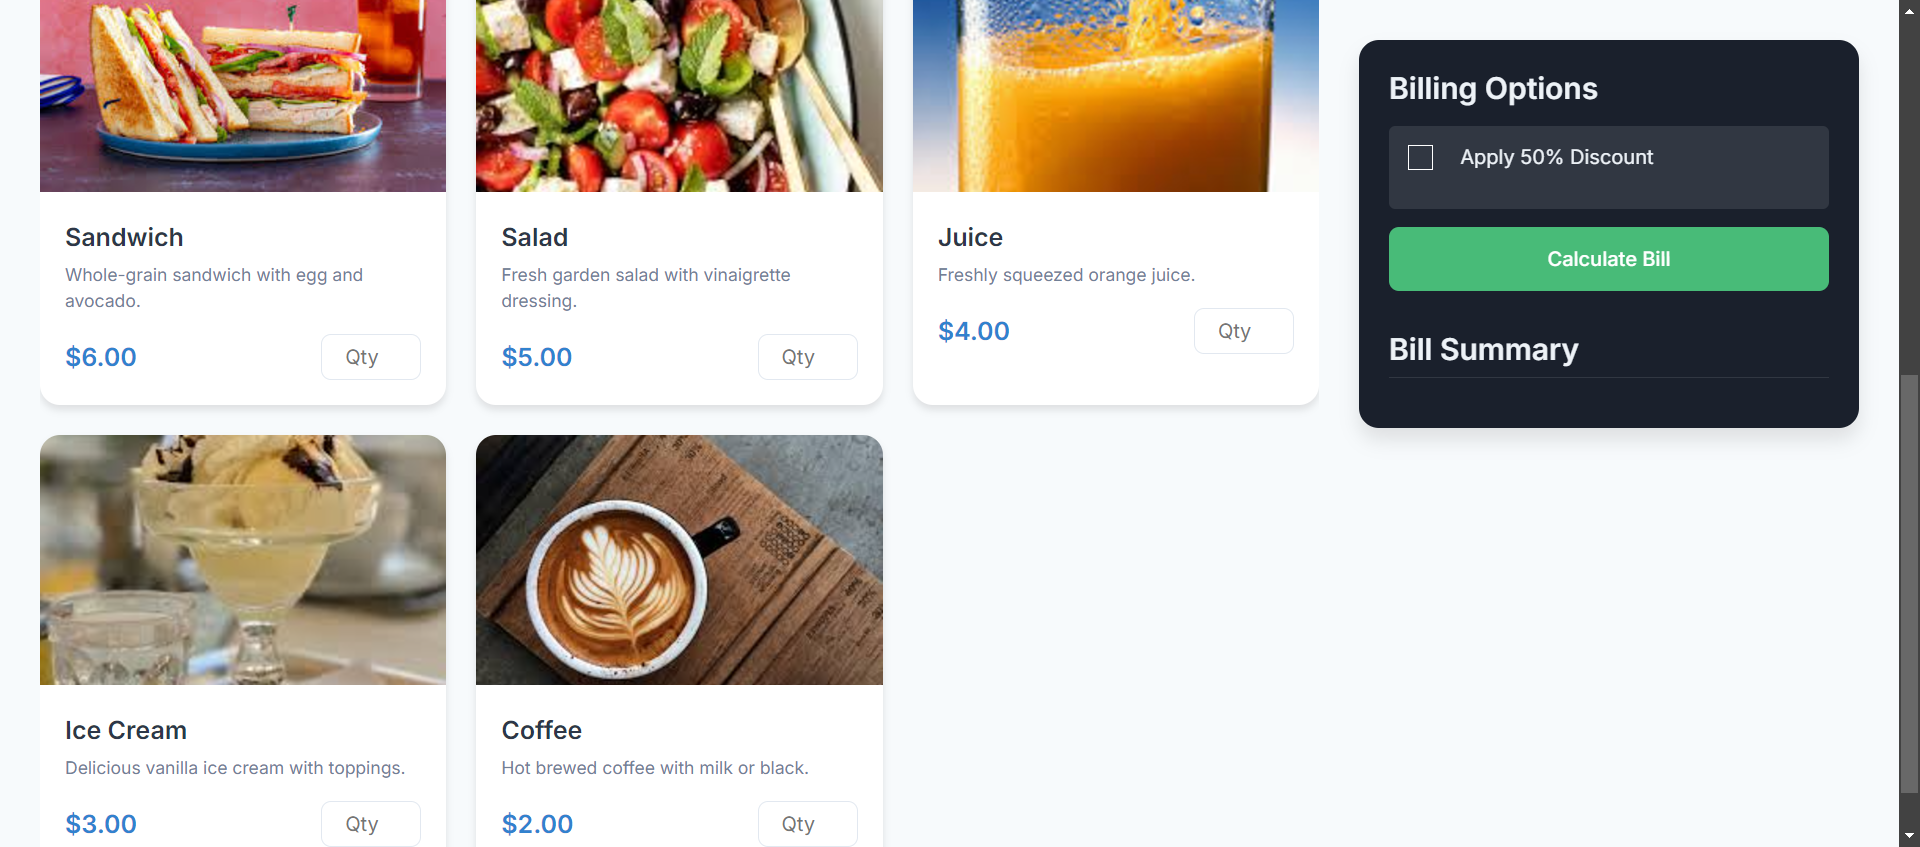 Sandwich
Whole-grain sandwich with egg and
avocado.
$6.00
Qty
Salad
Fresh garden salad with vinaigrette
dressing.
$5.00
Qty
Juice
Freshly squeezed orange juice.
$4.00
Qty
Ice Cream
Delicious vanilla ice cream with toppings.
$3.00
Qty
Coffee
Hot brewed coffee with milk or black.
$2.00
Qty
Billing Options
Apply 50% Discount
Calculate Bill
Bill Summary